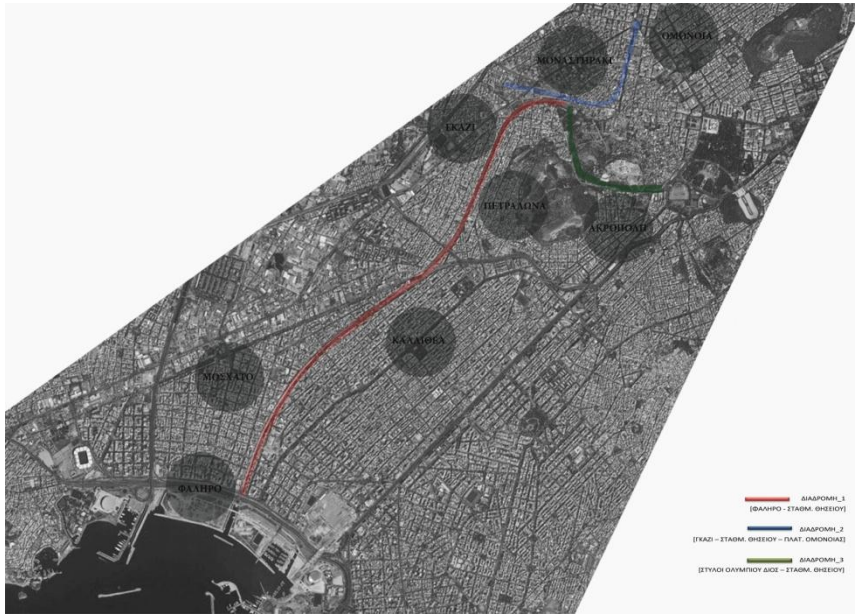 ΟΜΟΝΟΙΑ
ΜΟΝΑΣΤΗΡΑΚΙ
ΓΚΑΖΙ
ΠΕΤΡΑΛΩΝΑ
ΑΚΡΟΠΟΛΗ
ΚΑΛΛΙΘΕΑ
ΜΟΣΧΑΤΟ
ΦΑΛΗΡΟ
ΔΙΑΔΡΟΜΗ_1
[ΦΑΛΗΡΟ - ΣΤΑΘΜ. ΘΗΣΕΙΟΥ]
ΔΙΑΔΡΟΜΗ_2
[ΓΚΑΖΙ – ΣΤΑΘΜ. ΘΗΣΕΙΟΥ – ΠΛΑΤ. ΟΜΟΝΟΙΑΣ]
ΔΙΑΔΡΟΜΗ_3
[ΣΤΥΛΟΙ ΟΛΥΜΠΙΟΥ ΔΙΟΣ – ΣΤΑΘΜ. ΘΗΣΕΙΟΥ]